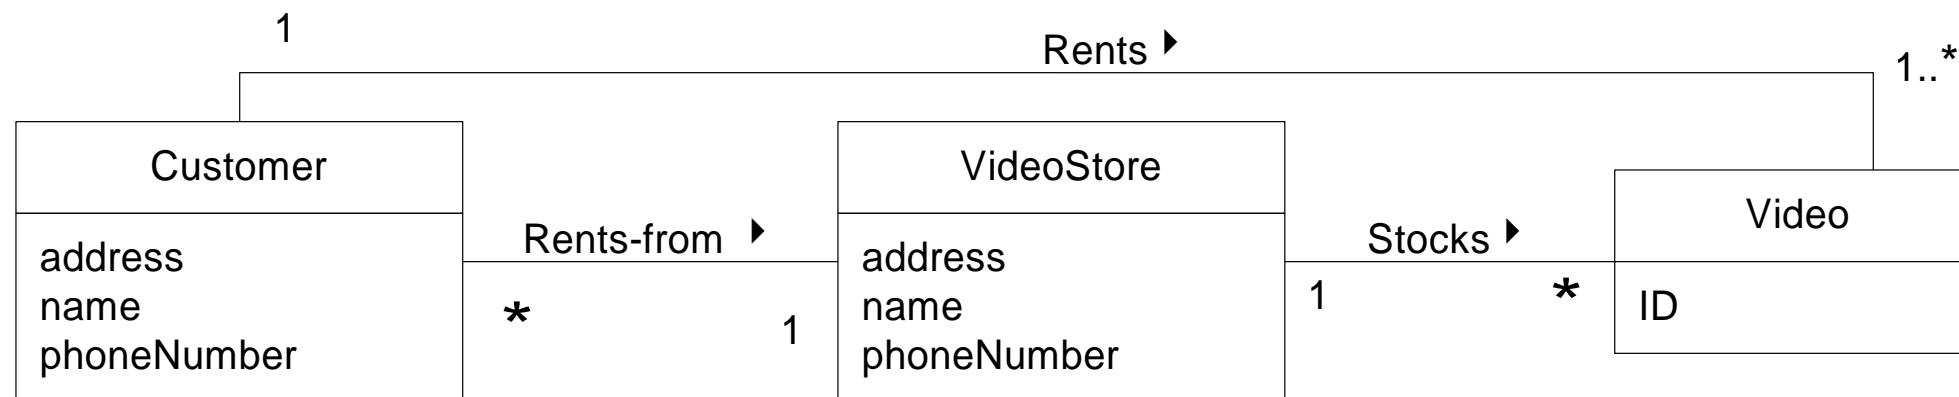 1
Rents
1..*
Customer
address
name
phoneNumber
Rents-from
*
1
VideoStore
address
name
phoneNumber
Stocks
1
*
Video
ID